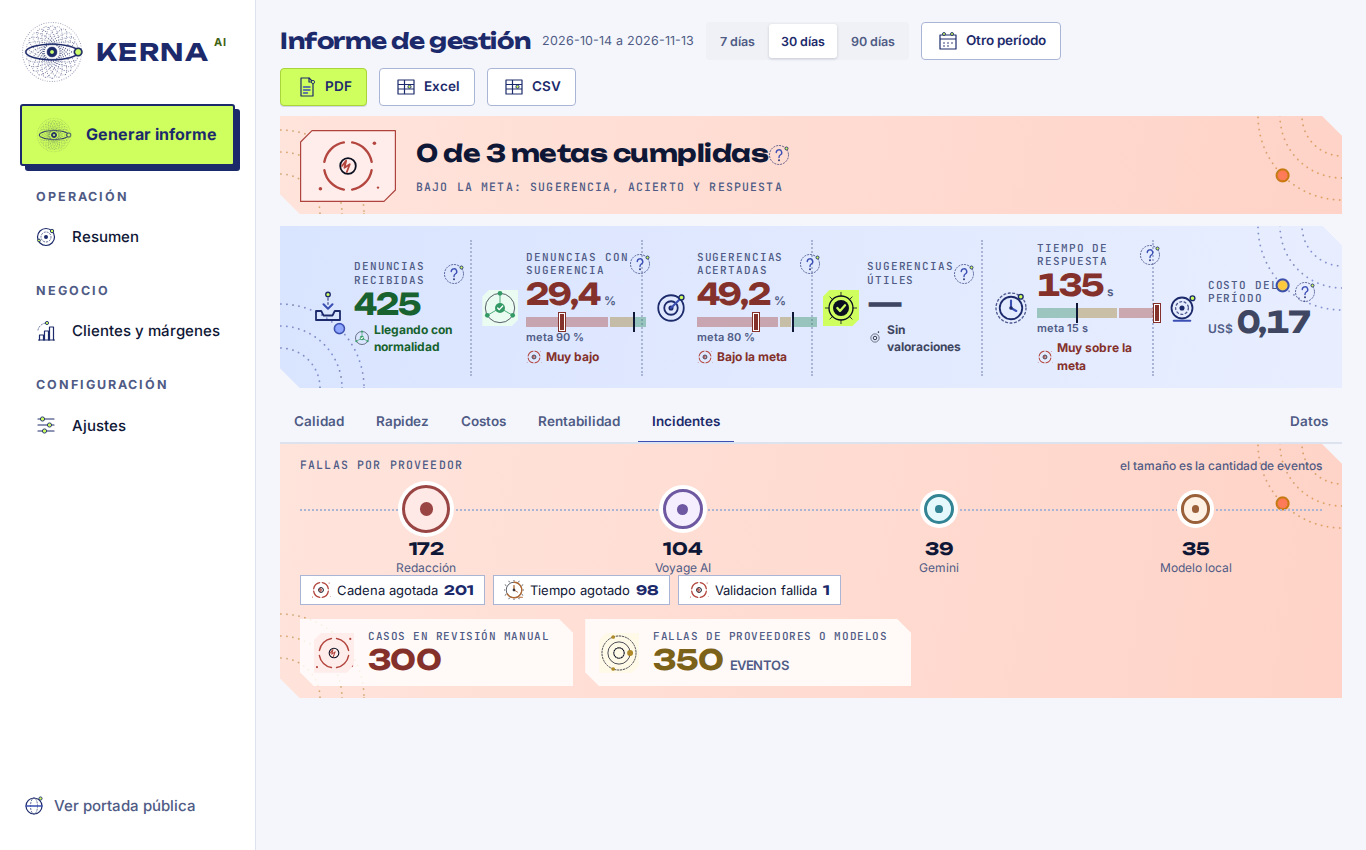 KERNA AI
Informe de gestión
2026-10-14 a 2026-11-13
7 días
30 días
90 días
Otro período
PDF
Excel
CSV
Generar informe
OPERACIÓN
Resumen
NEGOCIO
Clientes y márgenes
CONFIGURACIÓN
Ajustes
Ver portada pública
0 de 3 metas cumplidas ?
BAJO LA META: SUGERENCIA, ACIERTO Y RESPUESTA
DENUNCIAS
RECIBIDAS ?
425
Llegando con
normalidad
DENUNCIAS CON
SUGERENCIA ?
29,4 %
meta 90 %
Muy bajo
SUGERENCIAS
ACERTADAS ?
49,2 %
meta 80 %
Bajo la meta
SUGERENCIAS
ÚTILES ?
—
Sin
valoraciones
TIEMPO DE
RESPUESTA ?
135 s
meta 15 s
Muy sobre la
meta
COSTO DEL
PERÍODO ?
US$ 0,17
Calidad
Rapidez
Costos
Rentabilidad
Incidentes
Datos
FALLAS POR PROVEEDOR
el tamaño es la cantidad de eventos
172
Redacción
104
Voyage AI
39
Gemini
35
Modelo local
Cadena agotada 201
Tiempo agotado 98
Validacion fallida 1
CASOS EN REVISIÓN MANUAL
300
FALLAS DE PROVEEDORES O MODELOS
350 EVENTOS